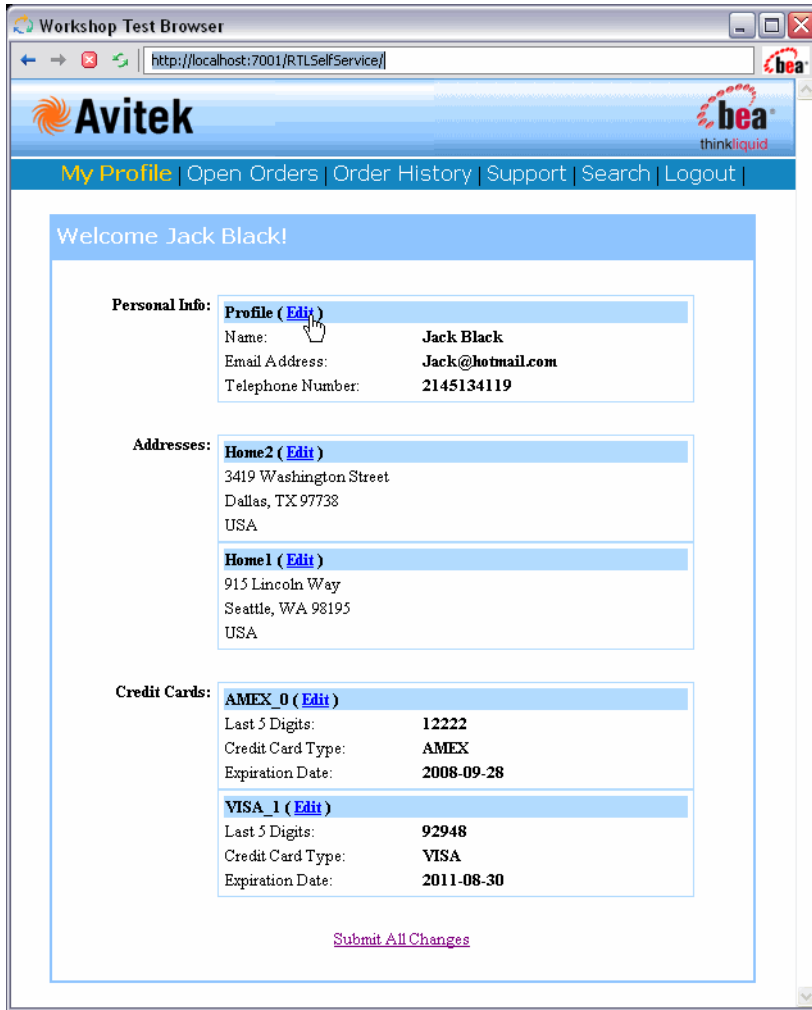 Workshop Test Browser
http://localhost:7001/RTLSelfService/
bea
Avitek
bea
thinkliquid
My Profile | Open Orders | Order History | Support | Search | Logout |
Welcome Jack Black!
Personal Info: Profile ( Edit )
Name: Jack Black
Email Address: Jack@hotmail.com
Telephone Number: 2145134119
Addresses: Home2 ( Edit )
3419 Washington Street
Dallas, TX 97738
USA
Home1 ( Edit )
915 Lincoln Way
Seattle, WA 98195
USA
Credit Cards: AMEX_0 ( Edit )
Last 5 Digits: 12222
Credit Card Type: AMEX
Expiration Date: 2008-09-28
VISA_1 ( Edit )
Last 5 Digits: 92948
Credit Card Type: VISA
Expiration Date: 2011-08-30
Submit All Changes